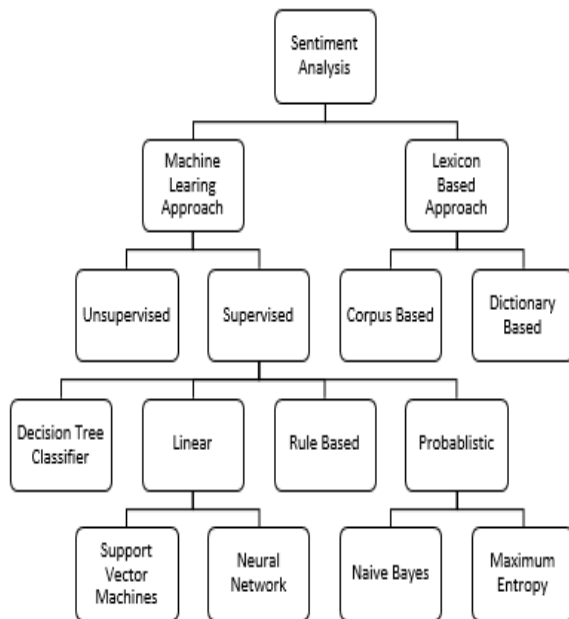 Sentiment
Analysis
Machine
Learing
Approach
Lexicon
Based
Approach
Unsupervised
Supervised
Corpus Based
Dictionary
Based
Decision Tree
Classifier
Linear
Rule Based
Probablistic
Support
Vector
Machines
Neural
Network
Naive Bayes
Maximum
Entropy